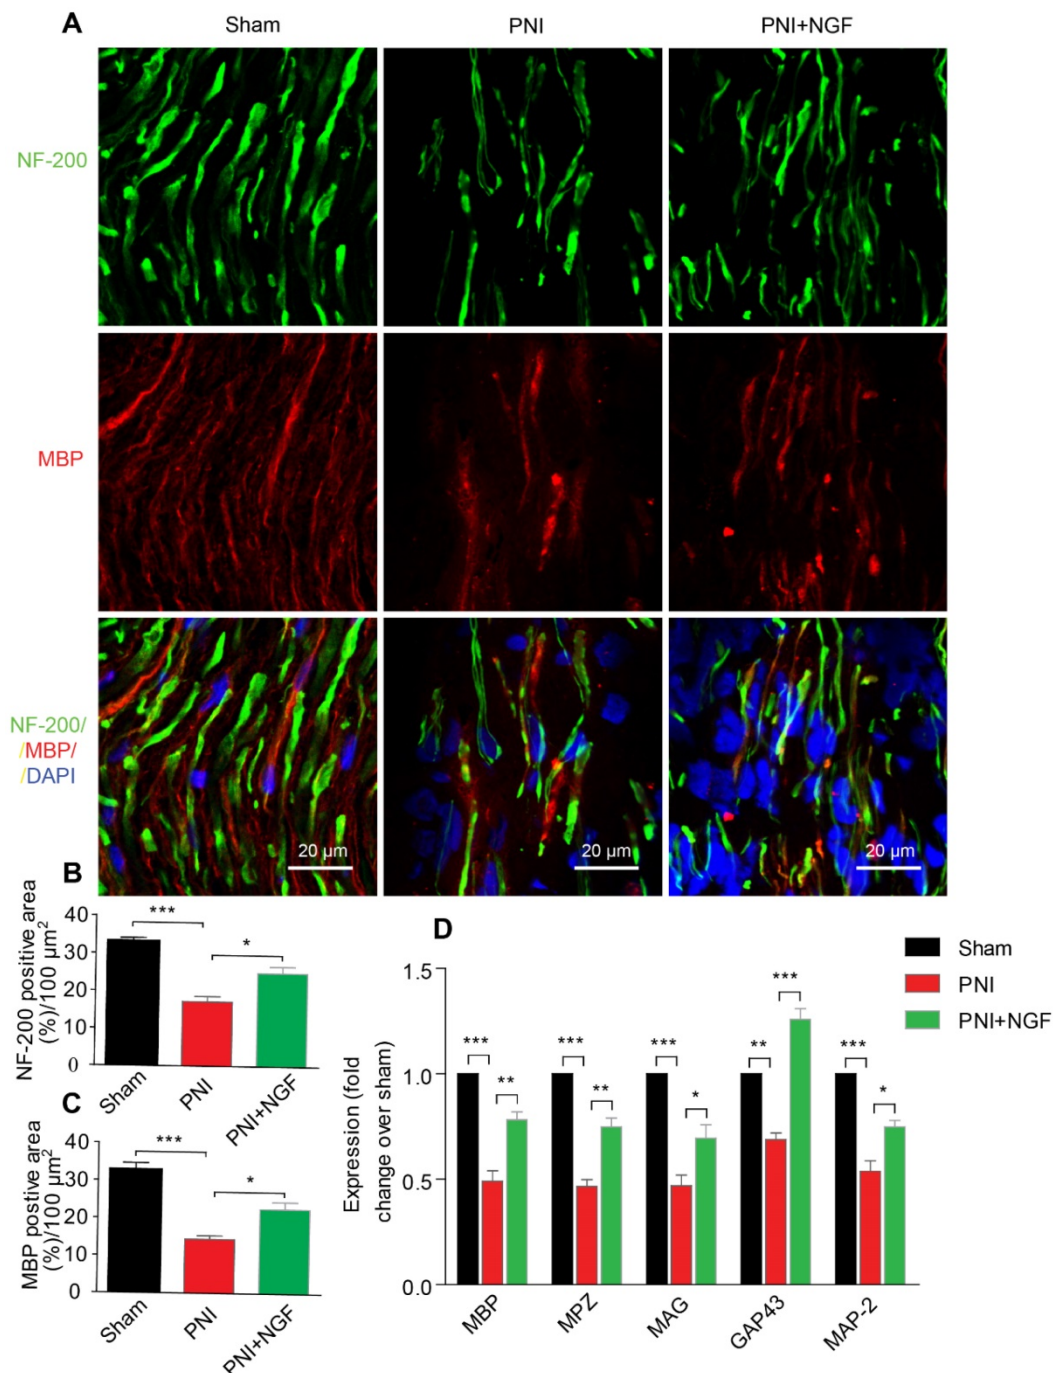 A
Sham
PNI
PNI+NGF
NF-200
MBP
NF-200/
/MBP/
/DAPI
20 µm
20 µm
20 µm
B
NF-200 positive area
(%)/100 µm²
40
30
20
10
0
***
*
Sham
PNI
PNI+NGF
C
MBP postive area
(%)/100 µm²
40
30
20
10
0
***
*
Sham
PNI
PNI+NGF
D
Sham
PNI
PNI+NGF
Expression (fold
change over sham)
1.5
1.0
0.5
0.0
***
**
***
**
***
*
**
***
***
*
MBP
MPZ
MAG
GAP43
MAP-2